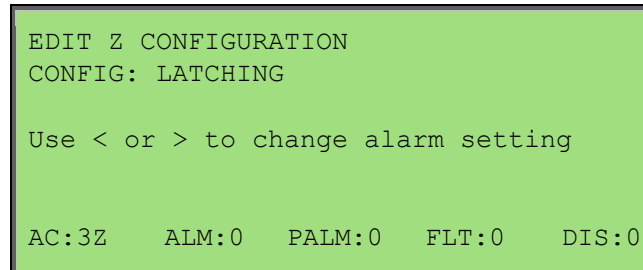 EDIT Z CONFIGURATION
CONFIG: LATCHING
Use < or > to change alarm setting
AC:3Z ALM:0 PALM:0 FLT:0 DIS:0